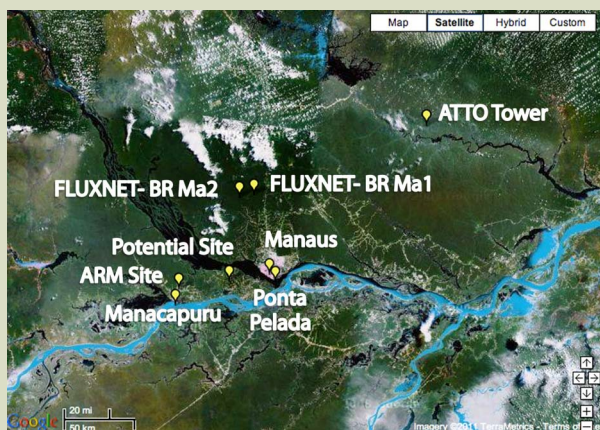 Map Satellite Hybrid Custom
ATTO Tower
FLUXNET- BR Ma2
FLUXNET- BR Ma1
Potential Site
Manaus
ARM Site
Manacapuru
Ponta
Pelada
20 mi
50 km
Google
Imagery ©2011 TerraMetrics - Terms of